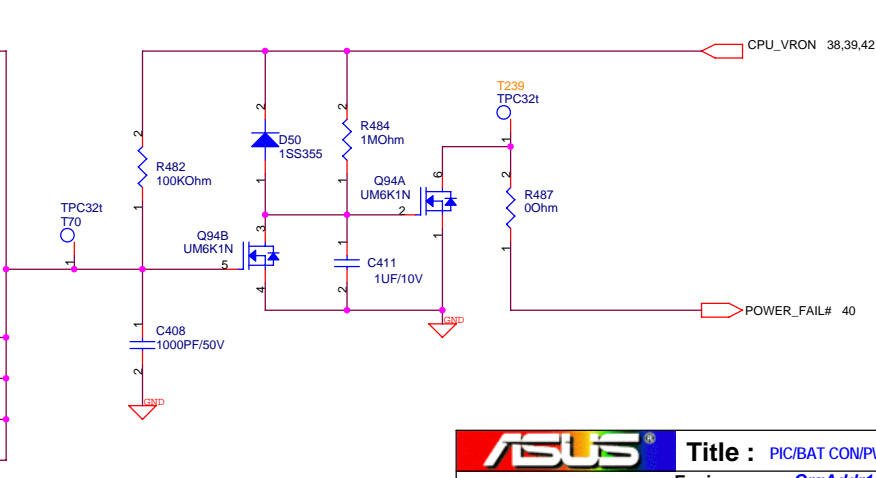 CPU_VRON 38,39,42
T239
TPC32t
1
2
D50
1SS355
1
2
R484
1MOhm
1
2
R482
100KOhm
1
TPC32t
T70
1
Q94B
UM6K1N
5
3
4
Q94A
UM6K1N
2
6
1
2
R487
0Ohm
1
1
C411
1UF/10V
2
GND
POWER_FAIL# 40
1
C408
1000PF/50V
2
GND
ASUS®
Title : PIC/BAT CON/PW